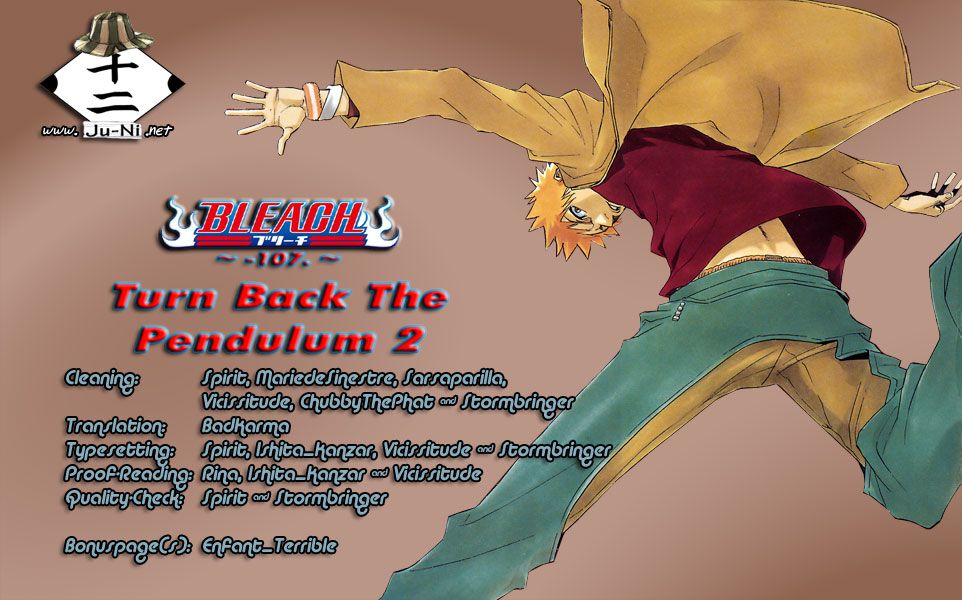 十二
www. Ju-Ni .net
BLEACH
ブリーチ
~ -107. ~
Turn Back The
Pendulum 2
Cleaning: Spirit, MariedeSinestre, Sarsaparilla,
Vicissitude, ChubbyThePhat and Stormbringer
Translation: BadKarma
Typesetting: Spirit, Ishita_Kanzar, Vicissitude and Stormbringer
Proof-Reading: Rina, Ishita_Kanzar and Vicissitude
Quality-Check: Spirit and Stormbringer
Bonuspage(s): Enfant_Terrible